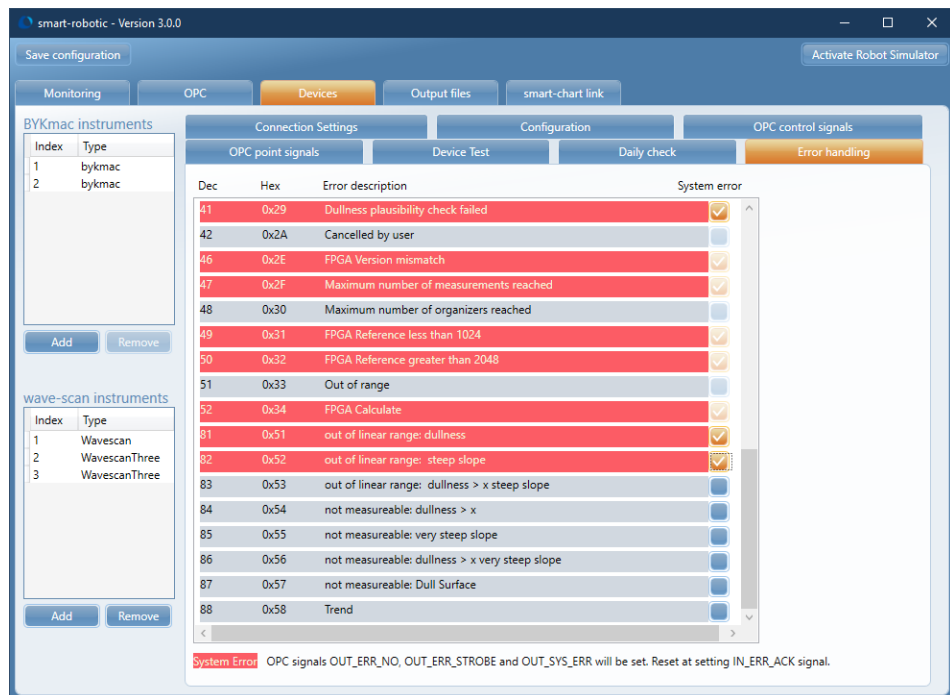 smart-robotic - Version 3.0.0
Save configuration
Activate Robot Simulator
Monitoring OPC Devices Output files smart-chart link
BYKmac instruments
Index Type
1 bykmac
2 bykmac
Add Remove
wave-scan instruments
Index Type
1 Wavescan
2 WavescanThree
3 WavescanThree
Add Remove
Connection Settings Configuration OPC control signals
OPC point signals Device Test Daily check Error handling
Dec Hex Error description System error
41 0x29 Dullness plausibility check failed
42 0x2A Cancelled by user
46 0x2E FPGA Version mismatch
47 0x2F Maximum number of measurements reached
48 0x30 Maximum number of organizers reached
49 0x31 FPGA Reference less than 1024
50 0x32 FPGA Reference greater than 2048
51 0x33 Out of range
52 0x34 FPGA Calculate
81 0x51 out of linear range: dullness
82 0x52 out of linear range: steep slope
83 0x53 out of linear range: dullness > x steep slope
84 0x54 not measureable: dullness > x
85 0x55 not measureable: very steep slope
86 0x56 not measureable: dullness > x very steep slope
87 0x57 not measureable: Dull Surface
88 0x58 Trend
System Error OPC signals OUT_ERR_NO, OUT_ERR_STROBE and OUT_SYS_ERR will be set. Reset at setting IN_ERR_ACK signal.